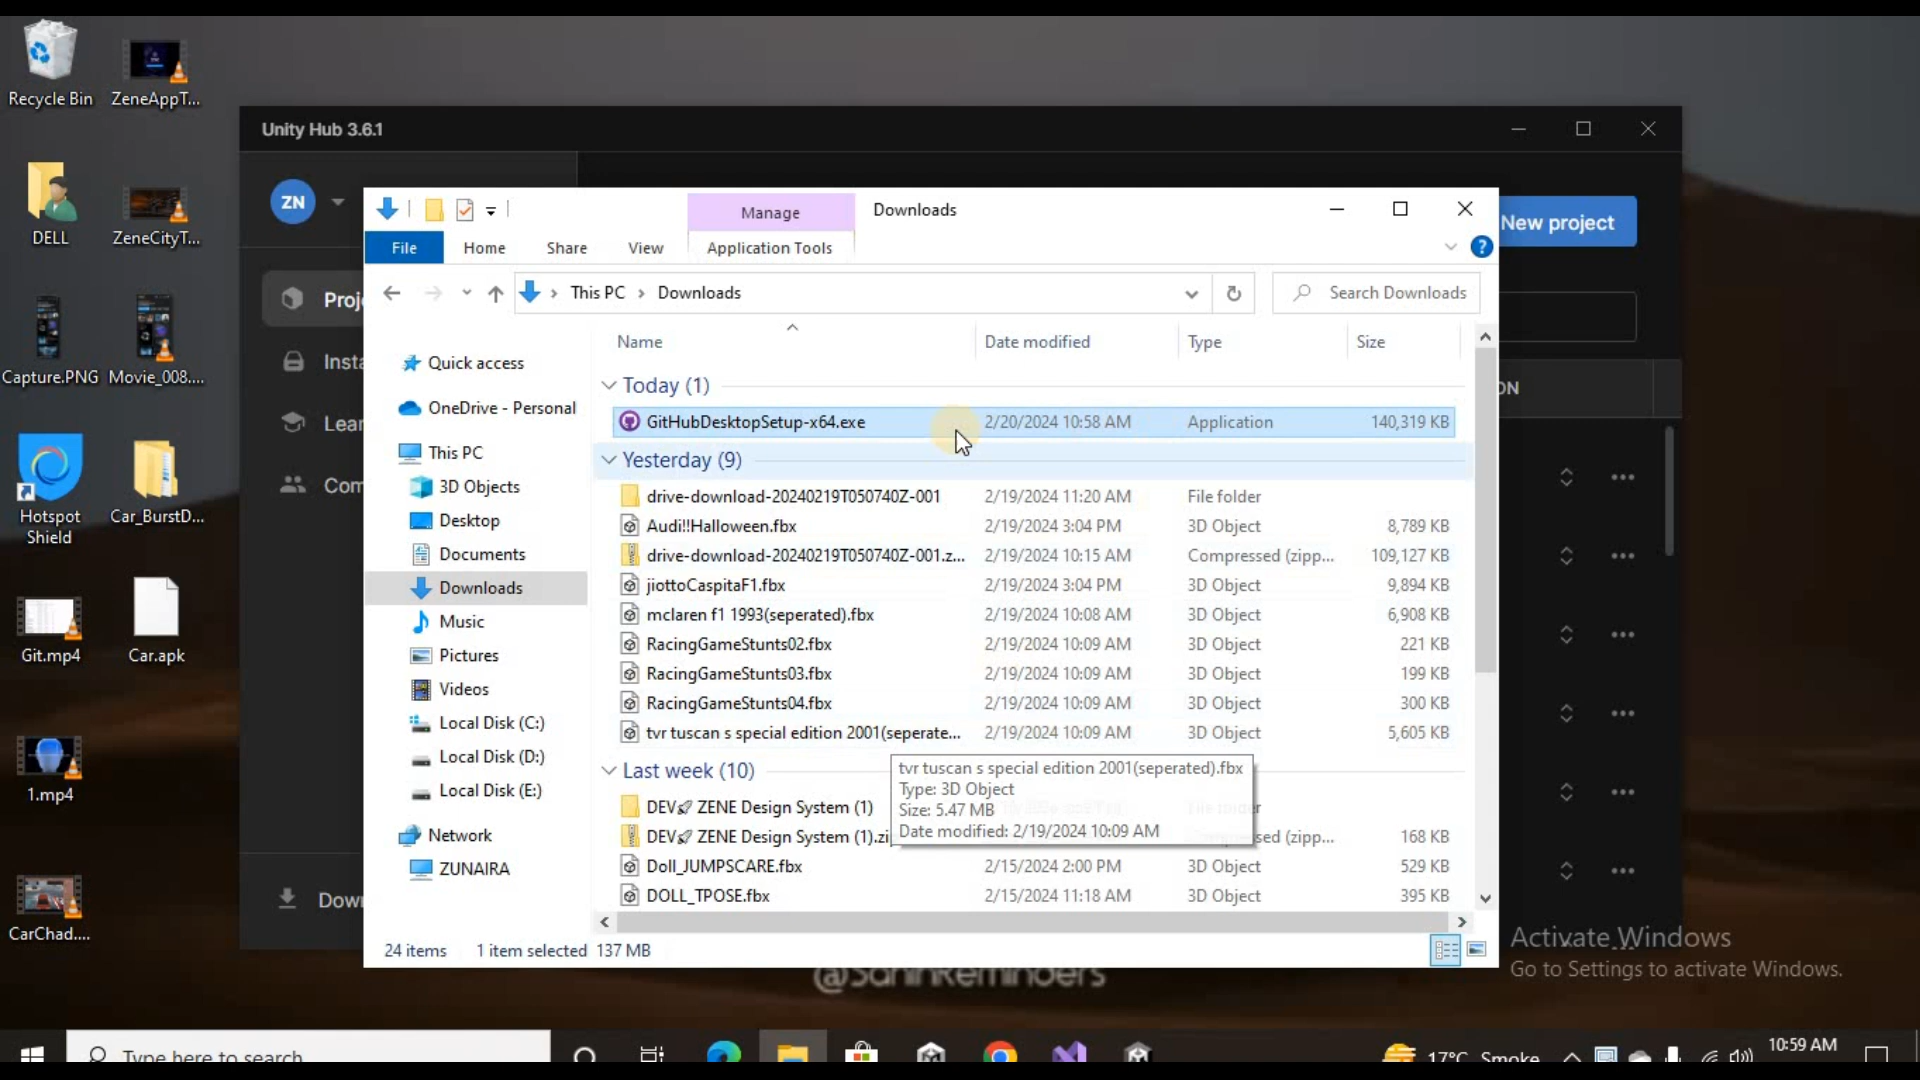 Recycle Bin
ZeneAppT...
DELL
ZeneCityT...
Capture.PNG
Movie_008....
Hotspot
Shield
Car_BurstD...
Git.mp4
Car.apk
1.mp4
CarChad....
Unity Hub 3.6.1
ZN
New project
Proj
Insta
Lear
Com
Down
ON
Manage
Downloads
File
Home
Share
View
Application Tools
This PC
Downloads
Search Downloads
Name
Date modified
Type
Size
Quick access
OneDrive - Personal
This PC
3D Objects
Desktop
Documents
Downloads
Music
Pictures
Videos
Local Disk (C:)
Local Disk (D:)
Local Disk (E:)
Network
ZUNAIRA
Today (1)
GitHubDesktopSetup-x64.exe 2/20/2024 10:58 AM Application 140,319 KB
Yesterday (9)
drive-download-20240219T050740Z-001 2/19/2024 11:20 AM File folder
Audi!!Halloween.fbx 2/19/2024 3:04 PM 3D Object 8,789 KB
drive-download-20240219T050740Z-001.z... 2/19/2024 10:15 AM Compressed (zipp... 109,127 KB
jiottoCaspitaF1.fbx 2/19/2024 3:04 PM 3D Object 9,894 KB
mclaren f1 1993(seperated).fbx 2/19/2024 10:08 AM 3D Object 6,908 KB
RacingGameStunts02.fbx 2/19/2024 10:09 AM 3D Object 221 KB
RacingGameStunts03.fbx 2/19/2024 10:09 AM 3D Object 199 KB
RacingGameStunts04.fbx 2/19/2024 10:09 AM 3D Object 300 KB
tvr tuscan s special edition 2001(seperate... 2/19/2024 10:09 AM 3D Object 5,605 KB
Last week (10)
tvr tuscan s special edition 2001(seperated).fbx
Type: 3D Object
Size: 5.47 MB
Date modified: 2/19/2024 10:09 AM
DEV🚀 ZENE Design System (1)
DEV🚀 ZENE Design System (1).zi
sed (zipp... 168 KB
Doll_JUMPSCARE.fbx 2/15/2024 2:00 PM 3D Object 529 KB
DOLL_TPOSE.fbx 2/15/2024 11:18 AM 3D Object 395 KB
24 items 1 item selected 137 MB
Activate Windows
Go to Settings to activate Windows.
Type here to search
17°C Smoke
10:59 AM